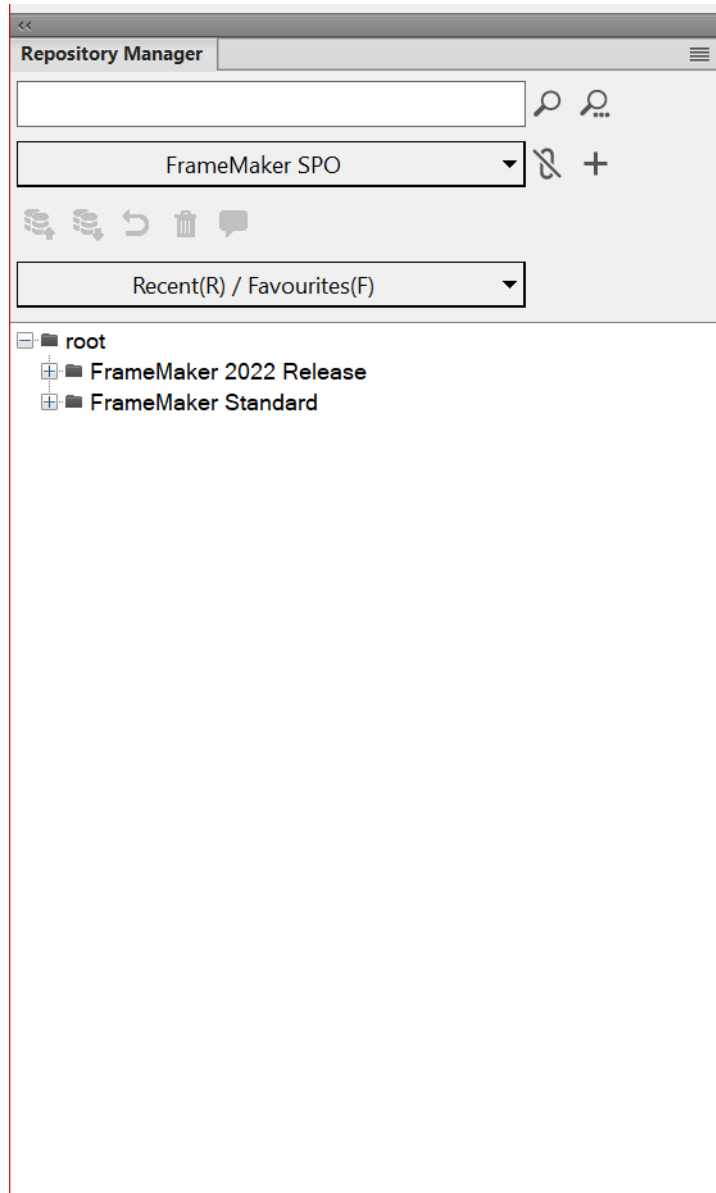 <<
Repository Manager
FrameMaker SPO
Recent(R) / Favourites(F)
root
FrameMaker 2022 Release
FrameMaker Standard